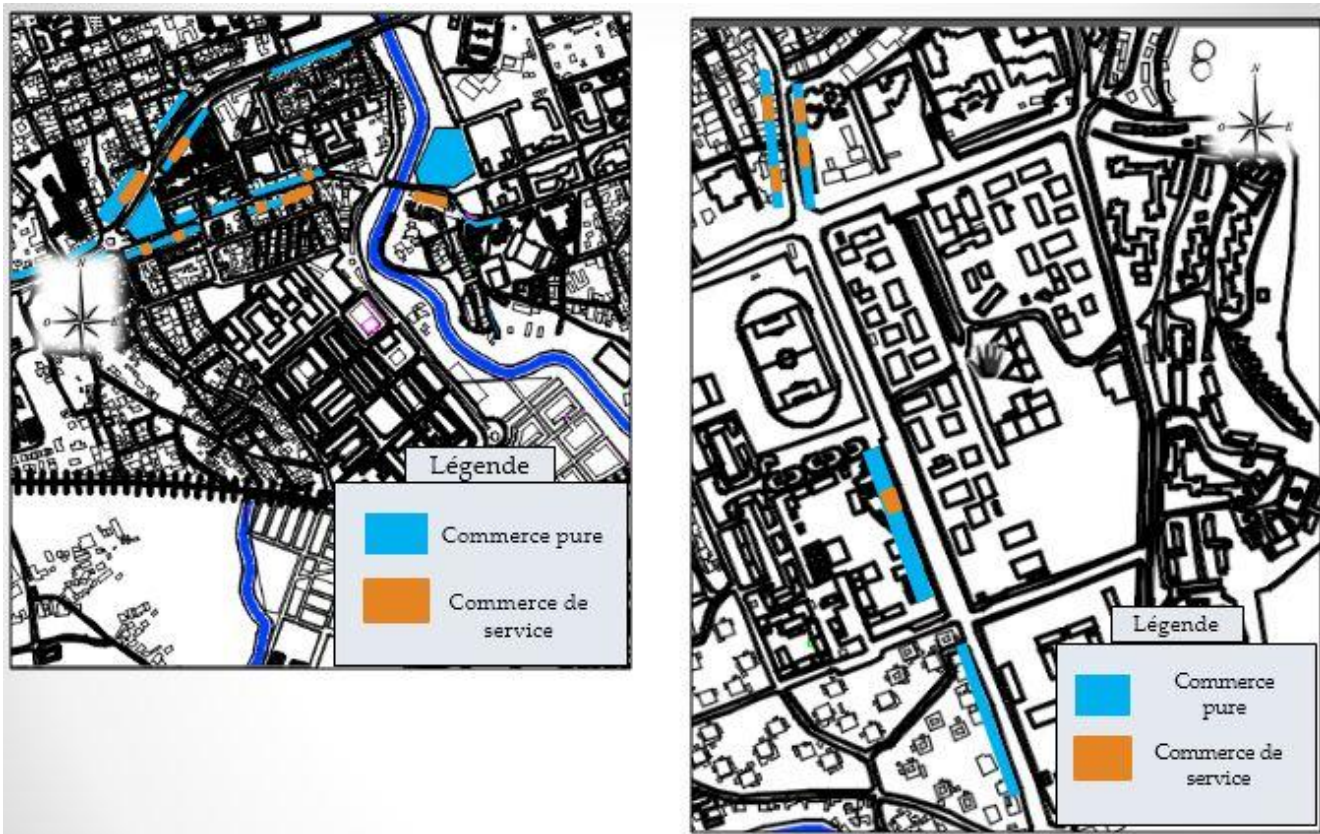 N
O
E
Légende
Commerce pure
Commerce de
service
N
O
E
Légende
Commerce
pure
Commerce de
service